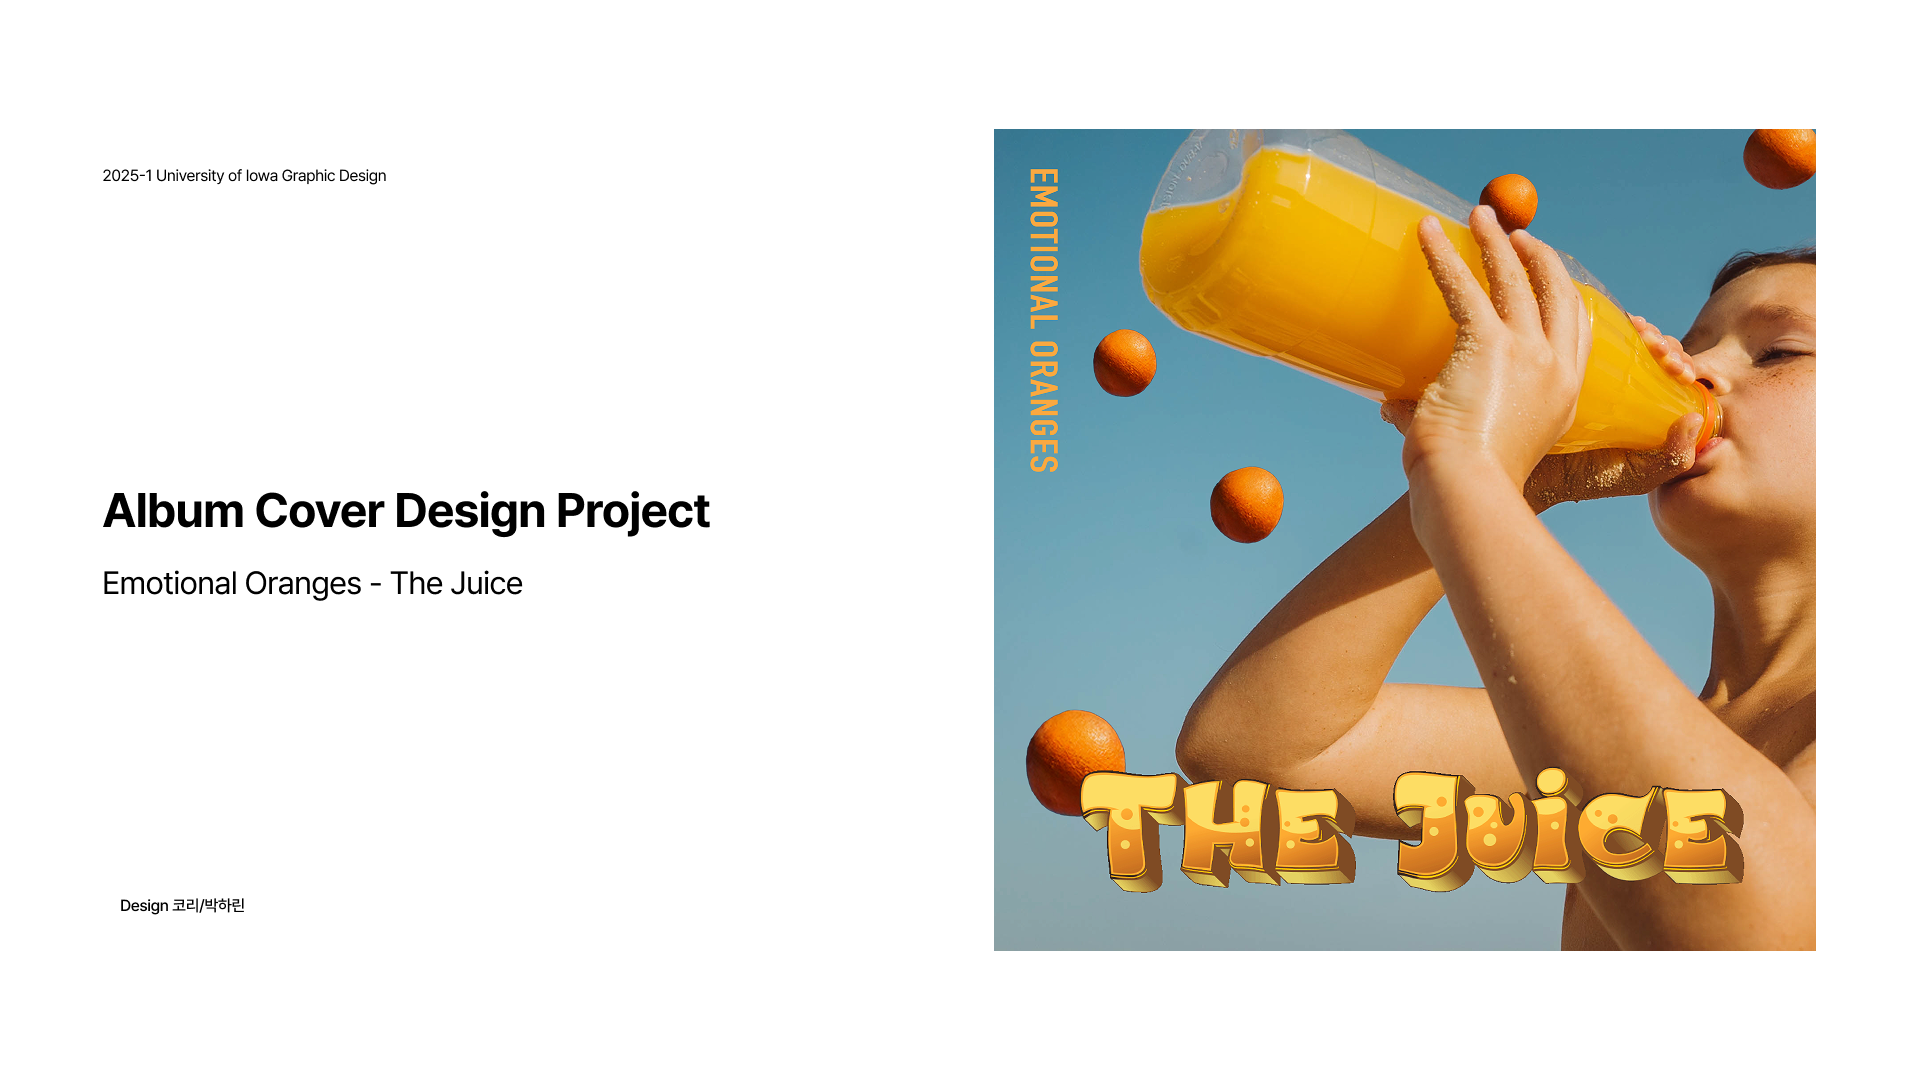 2025-1 University of Iowa Graphic Design
Album Cover Design Project
Emotional Oranges - The Juice
Design 코리/박하린
EMOTIONAL ORANGES
THE JuiCE